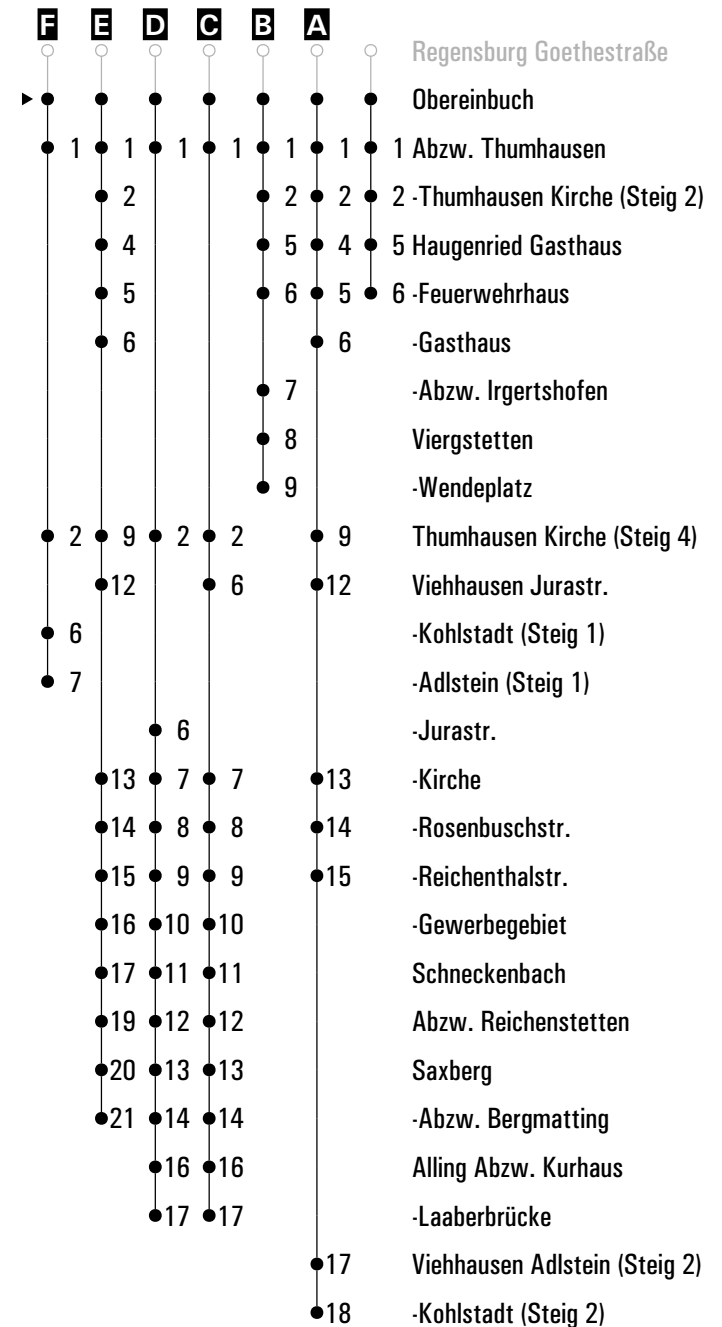 F E D C B A
Regensburg Goethestraße
Obereinbuch
1 1 1 1 1 1 1 Abzw. Thumhausen
2 2 2 2 -Thumhausen Kirche (Steig 2)
4 5 4 5 Haugenried Gasthaus
5 6 5 6 -Feuerwehrhaus
6 6 -Gasthaus
7 -Abzw. Irgertshofen
8 Viergstetten
9 -Wendeplatz
2 9 2 2 9 Thumhausen Kirche (Steig 4)
12 6 12 Viehhausen Jurastr.
6 -Kohlstadt (Steig 1)
7 -Adlstein (Steig 1)
6 -Jurastr.
13 7 7 13 -Kirche
14 8 8 14 -Rosenbuschstr.
15 9 9 15 -Reichenthalstr.
16 10 10 -Gewerbegebiet
17 11 11 Schneckenbach
19 12 12 Abzw. Reichenstetten
20 13 13 Saxberg
21 14 14 -Abzw. Bergmatting
16 16 Alling Abzw. Kurhaus
17 17 -Laaberbrücke
17 Viehhausen Adlstein (Steig 2)
18 -Kohlstadt (Steig 2)